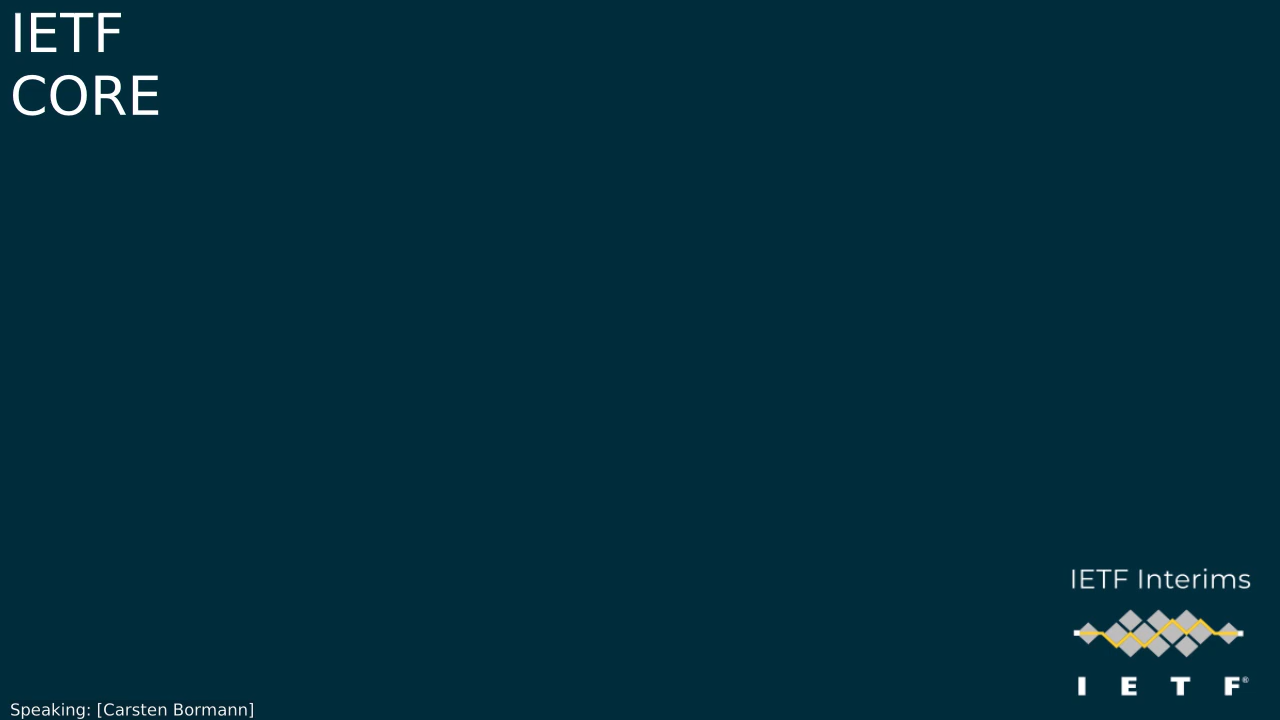 IETF
CORE
IETF Interims
I E T F®
Speaking: [Carsten Bormann]